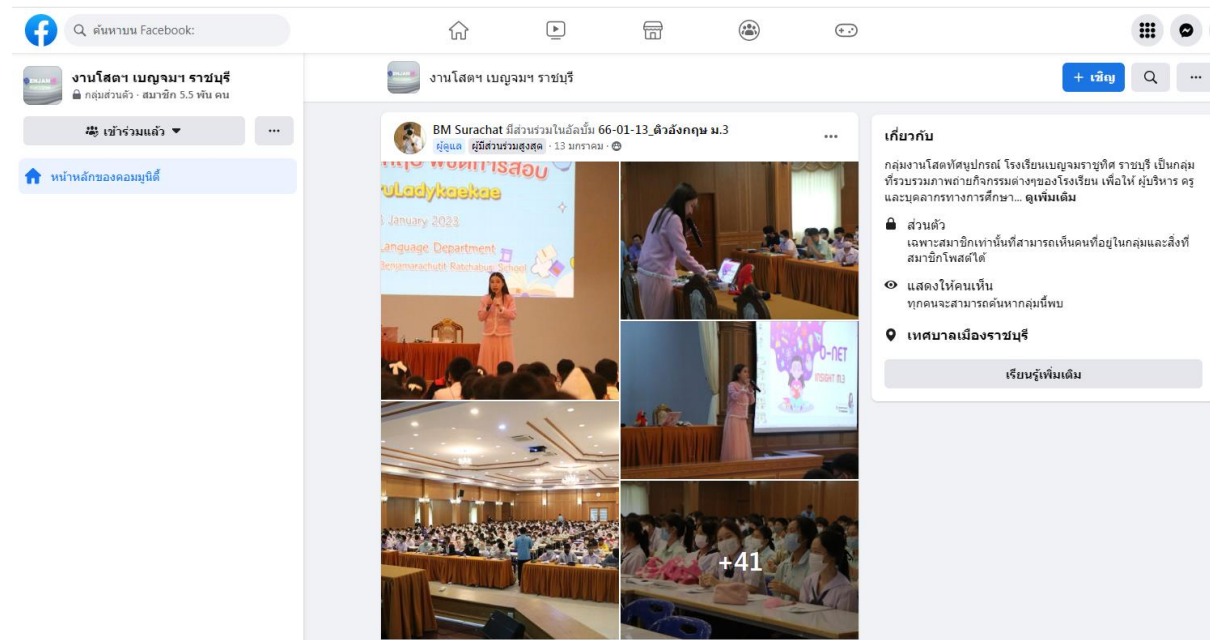 ค้นหาบน Facebook:
งานโสตฯ เบญจมฯ ราชบุรี
กลุ่มส่วนตัว · สมาชิก 5.5 พัน คน
เข้าร่วมแล้ว
หน้าหลักของคอมมูนิตี้
งานโสตฯ เบญจมฯ ราชบุรี
+ เชิญ
BM Surachat มีส่วนร่วมในอัลบั้ม 66-01-13_ติวอังกฤษ ม.3
ผู้ดูแล ผู้มีส่วนร่วมสูงสุด · 13 มกราคม ·
ruLadykaekae
January 2023
Language Department
Benjamarachutit Ratchaburi School
O-NET
INSIGHT M.3
+41
เกี่ยวกับ
กลุ่มงานโสตทัศนูปกรณ์ โรงเรียนเบญจมราชูทิศ ราชบุรี เป็นกลุ่ม
ที่รวบรวมภาพถ่ายกิจกรรมต่างๆของโรงเรียน เพื่อให้ ผู้บริหาร ครู
และบุคลากรทางการศึกษา... ดูเพิ่มเติม
ส่วนตัว
เฉพาะสมาชิกเท่านั้นที่สามารถเห็นคนที่อยู่ในกลุ่มและสิ่งที่
สมาชิกโพสต์ได้
แสดงให้คนเห็น
ทุกคนจะสามารถค้นหากลุ่มนี้พบ
เทศบาลเมืองราชบุรี
เรียนรู้เพิ่มเติม